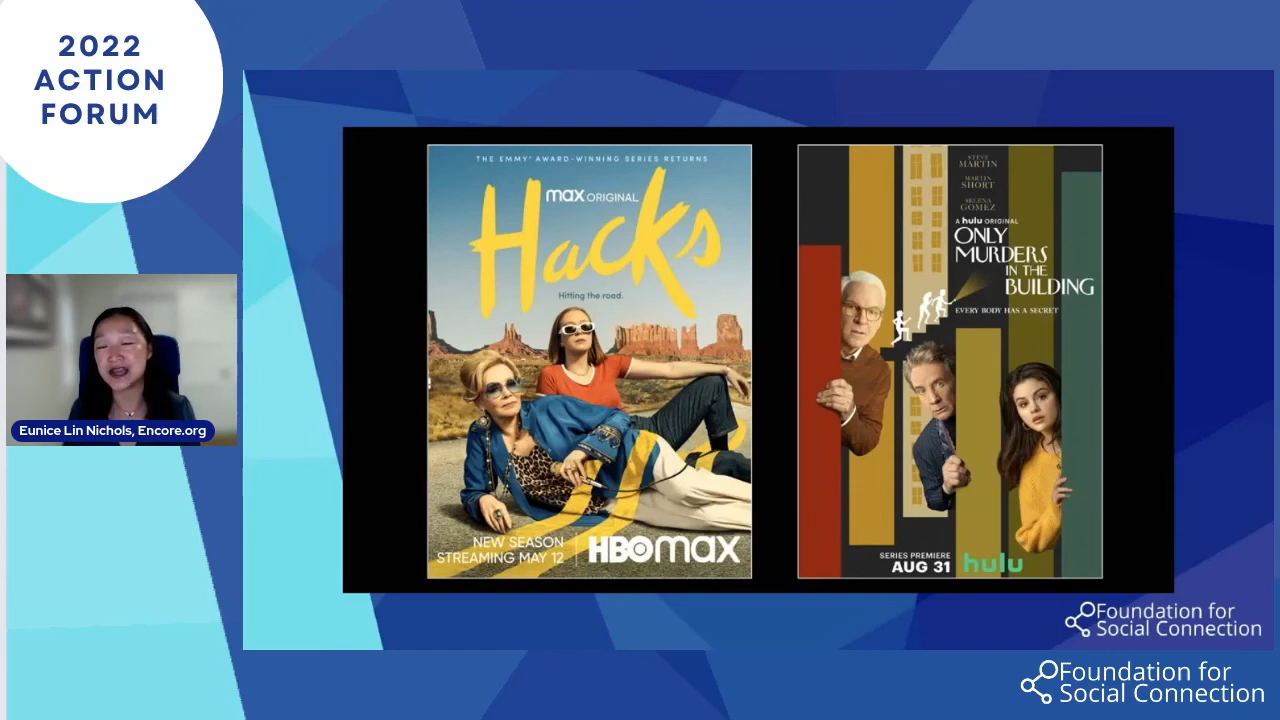 2022
ACTION
FORUM
Eunice Lin Nichols, Encore.org
THE EMMY® AWARD-WINNING SERIES RETURNS
max ORIGINAL
Hacks
Hitting the road.
NEW SEASON
STREAMING MAY 12
HBOmax
STEVE
MARTIN
MARTIN
SHORT
SELENA
GOMEZ
A hulu ORIGINAL
ONLY
MURDERS
IN THE
BUILDING
EVERY BODY HAS A SECRET
SERIES PREMIERE
AUG 31
hulu
Foundation for
Social Connection
Foundation for
Social Connection